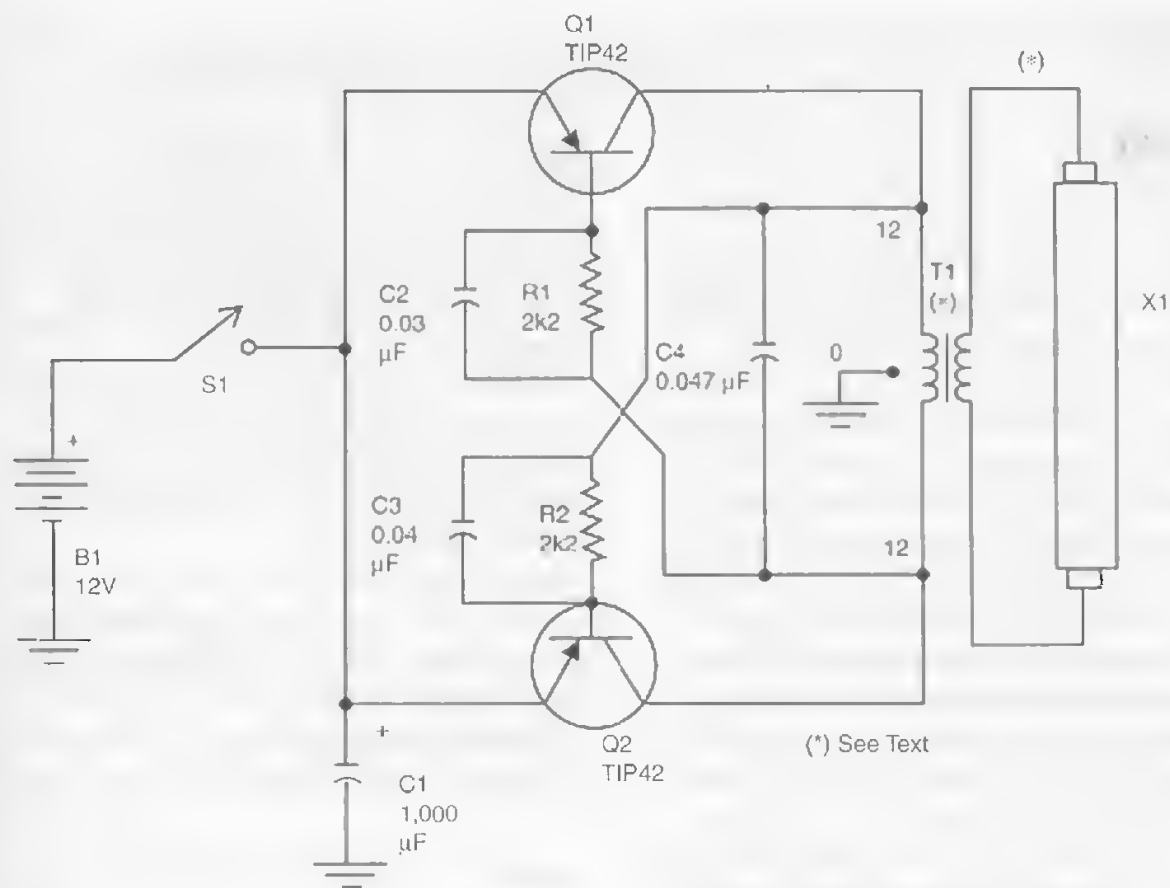 Q1
TIP42
(*)
12
C2
0.03
µF
R1
2k2
T1
(*)
X1
C4
0.047 µF
0
S1
+
C3
0.04
µF
R2
2k2
12
B1
12V
+
Q2
TIP42
(*) See Text
C1
1,000
µF